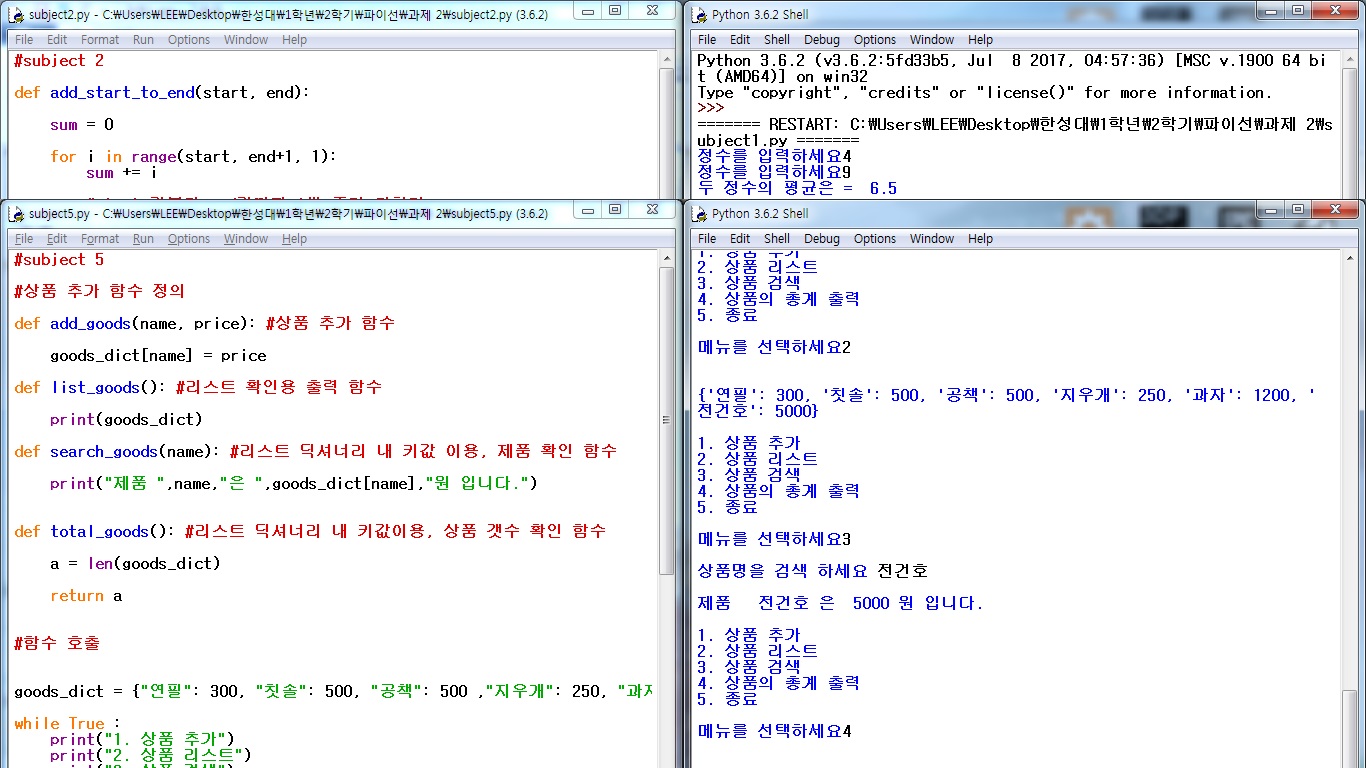 subject2.py - C:₩Users₩LEE₩Desktop₩한성대₩1학년₩2학기₩파이선₩과제 2₩subject2.py (3.6.2)
File Edit Format Run Options Window Help
#subject 2
def add_start_to_end(start, end):
sum = 0
for i in range(start, end+1, 1):
sum += i
Python 3.6.2 Shell
File Edit Shell Debug Options Window Help
Python 3.6.2 (v3.6.2:5fd33b5, Jul  8 2017, 04:57:36) [MSC v.1900 64 bi
t (AMD64)] on win32
Type "copyright", "credits" or "license()" for more information.
>>>
======= RESTART: C:₩Users₩LEE₩Desktop₩한성대₩1학년₩2학기₩파이선₩과제 2₩s
ubject1.py =======
정수를 입력하세요4
정수를 입력하세요9
두 정수의 평균은 =  6.5
subject5.py - C:₩Users₩LEE₩Desktop₩한성대₩1학년₩2학기₩파이선₩과제 2₩subject5.py (3.6.2)
File Edit Format Run Options Window Help
#subject 5
#상품 추가 함수 정의
def add_goods(name, price): #상품 추가 함수
goods_dict[name] = price
def list_goods(): #리스트 확인용 출력 함수
print(goods_dict)
def search_goods(name): #리스트 딕셔너리 내 키값 이용, 제품 확인 함수
print("제품 ",name,"은 ",goods_dict[name],"원 입니다.")
def total_goods(): #리스트 딕셔너리 내 키값이용, 상품 갯수 확인 함수
a = len(goods_dict)
return a
#함수 호출
goods_dict = {"연필": 300, "칫솔": 500, "공책": 500 ,"지우개": 250, "과자
while True :
print("1. 상품 추가")
print("2. 상품 리스트")
Python 3.6.2 Shell
File Edit Shell Debug Options Window Help
1. 상품 추가
2. 상품 리스트
3. 상품 검색
4. 상품의 총계 출력
5. 종료
메뉴를 선택하세요2
{'연필': 300, '칫솔': 500, '공책': 500, '지우개': 250, '과자': 1200, '
전건호': 5000}
1. 상품 추가
2. 상품 리스트
3. 상품 검색
4. 상품의 총계 출력
5. 종료
메뉴를 선택하세요3
상품명을 검색 하세요 전건호
제품   전건호 은  5000 원 입니다.
1. 상품 추가
2. 상품 리스트
3. 상품 검색
4. 상품의 총계 출력
5. 종료
메뉴를 선택하세요4